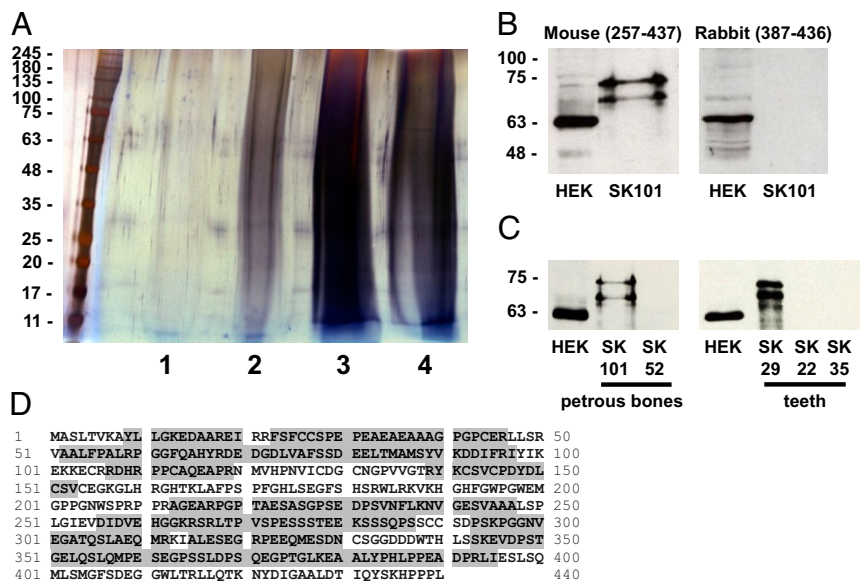 A
245 -
180 -
135 -
100 -
75 -
63 -
48 -
35 -
25 -
20 -
17 -
11 -
1 2 3 4
B
Mouse (257-437) Rabbit (387-436)
100 -
75 -
63 -
48 -
HEK SK101 HEK SK101
C
75 -
63 -
HEK SK SK HEK SK SK SK
101 52 29 22 35
petrous bones teeth
D
1 MASLTVKAYL LGKEDAAREI RRFSFCCSPE PEAEAEAAAG PGPCERLLSR 50
51 VAALFPALRP GGFQAHYRDE DGDLVAFSSD EELTMAMSYV KDDIFRIYIK 100
101 EKKECRRDHR PPCAQEAPRN MVHPNVICDG CNGPVVGTRY KCSVCPDYDL 150
151 CSVCEGKGLH RGHTKLAFPS PFGHLSEGFS HSRWLRKVKH GHFGWPGWEM 200
201 GPPGNWSPRP PRAGEARPGP TAESASGPSE DPSVNFLKNV GESVAAALSP 250
251 LGIEVDIDVE HGGKRSRLTP VSPESSSTEE KSSSQPSSCC SDPSKPGGNV 300
301 EGATQSLAEQ MRKIALESEG RPEEQMESDN CSGGDDDWTH LSSKEVDPST 350
351 GELQSLQMPE SEGPSSLDPS QEGPTGLKEA ALYPHLPPEA DPRLIESLSQ 400
401 MLSMGFSDEG GWLTRLLQTK NYDIGAALDT IQYSKHPPPL 440